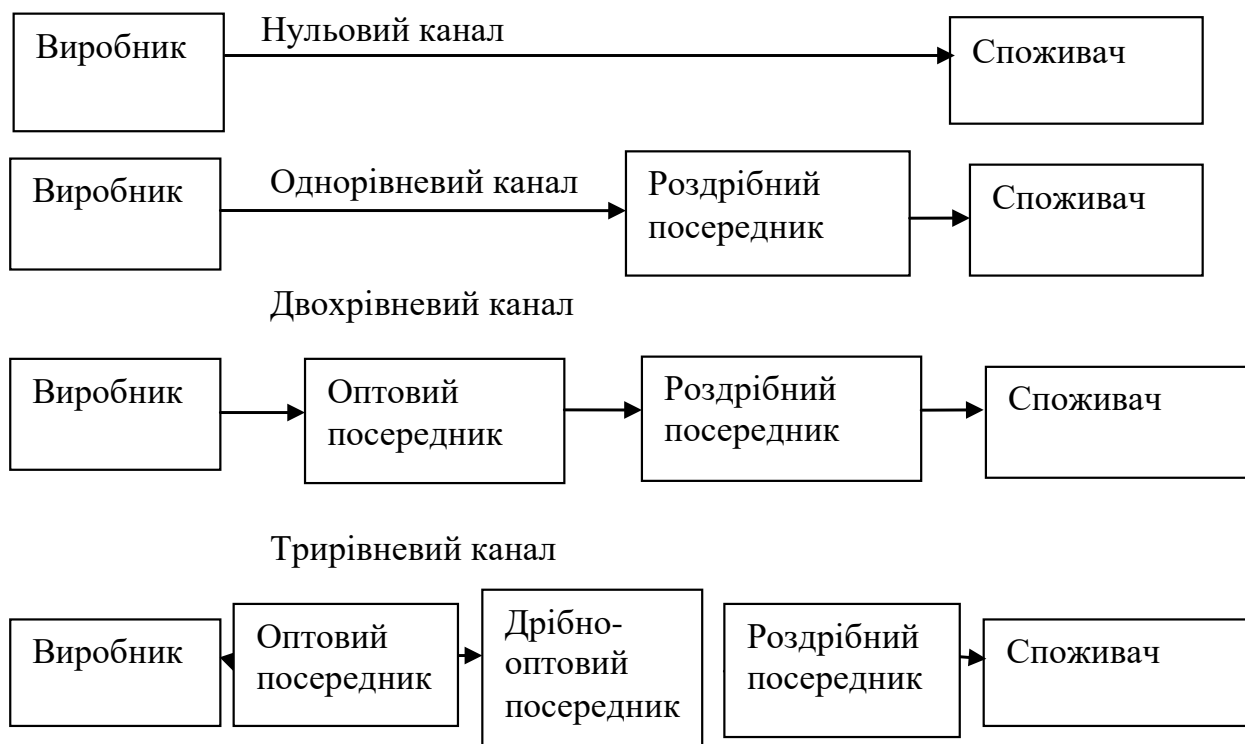 Виробник
Нульовий канал
Споживач
Виробник
Однорівневий канал
Роздрібний
посередник
Споживач
Двохрівневий канал
Виробник
Оптовий
посередник
Роздрібний
посередник
Споживач
Трирівневий канал
Виробник
Оптовий
посередник
Дрібно-
оптовий
посередник
Роздрібний
посередник
Споживач